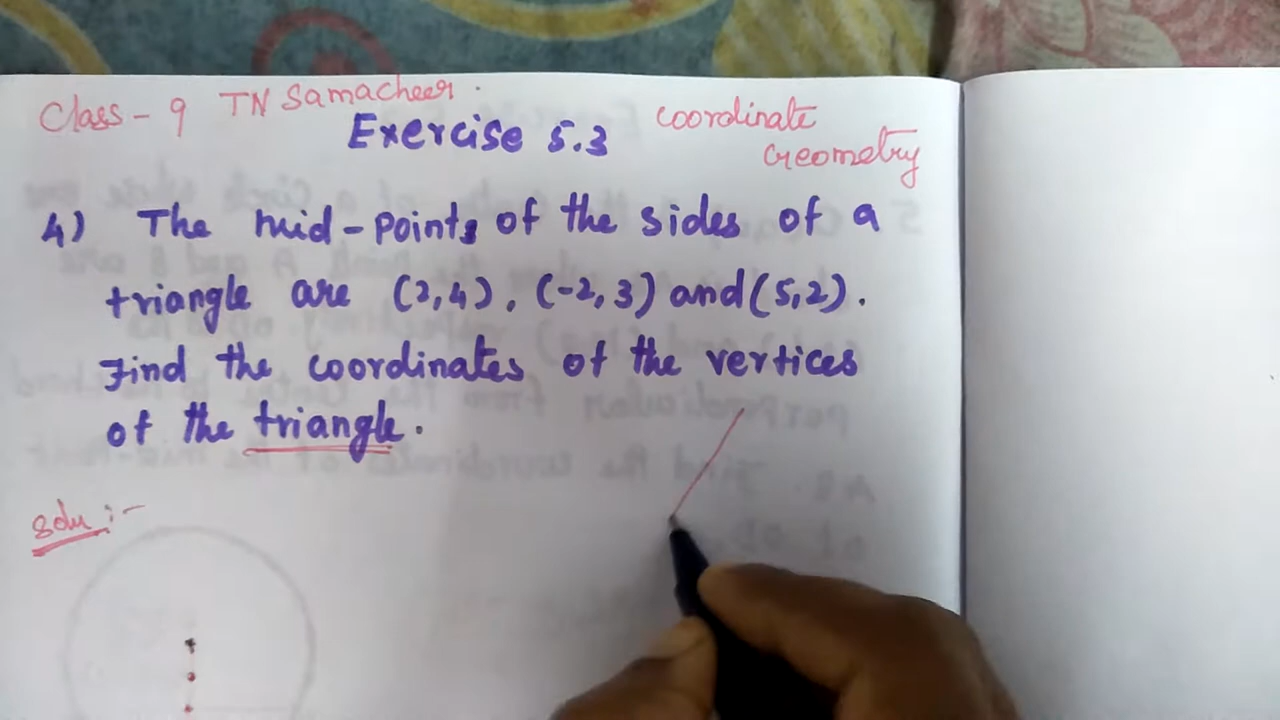 Class - 9 TN Samacheer.
Exercise 5.3
Coordinate
Geometry
4) The mid-points of the sides of a
triangle are (2,4), (-2,3) and (5,2).
Find the coordinates of the vertices
of the triangle.
Solu :-